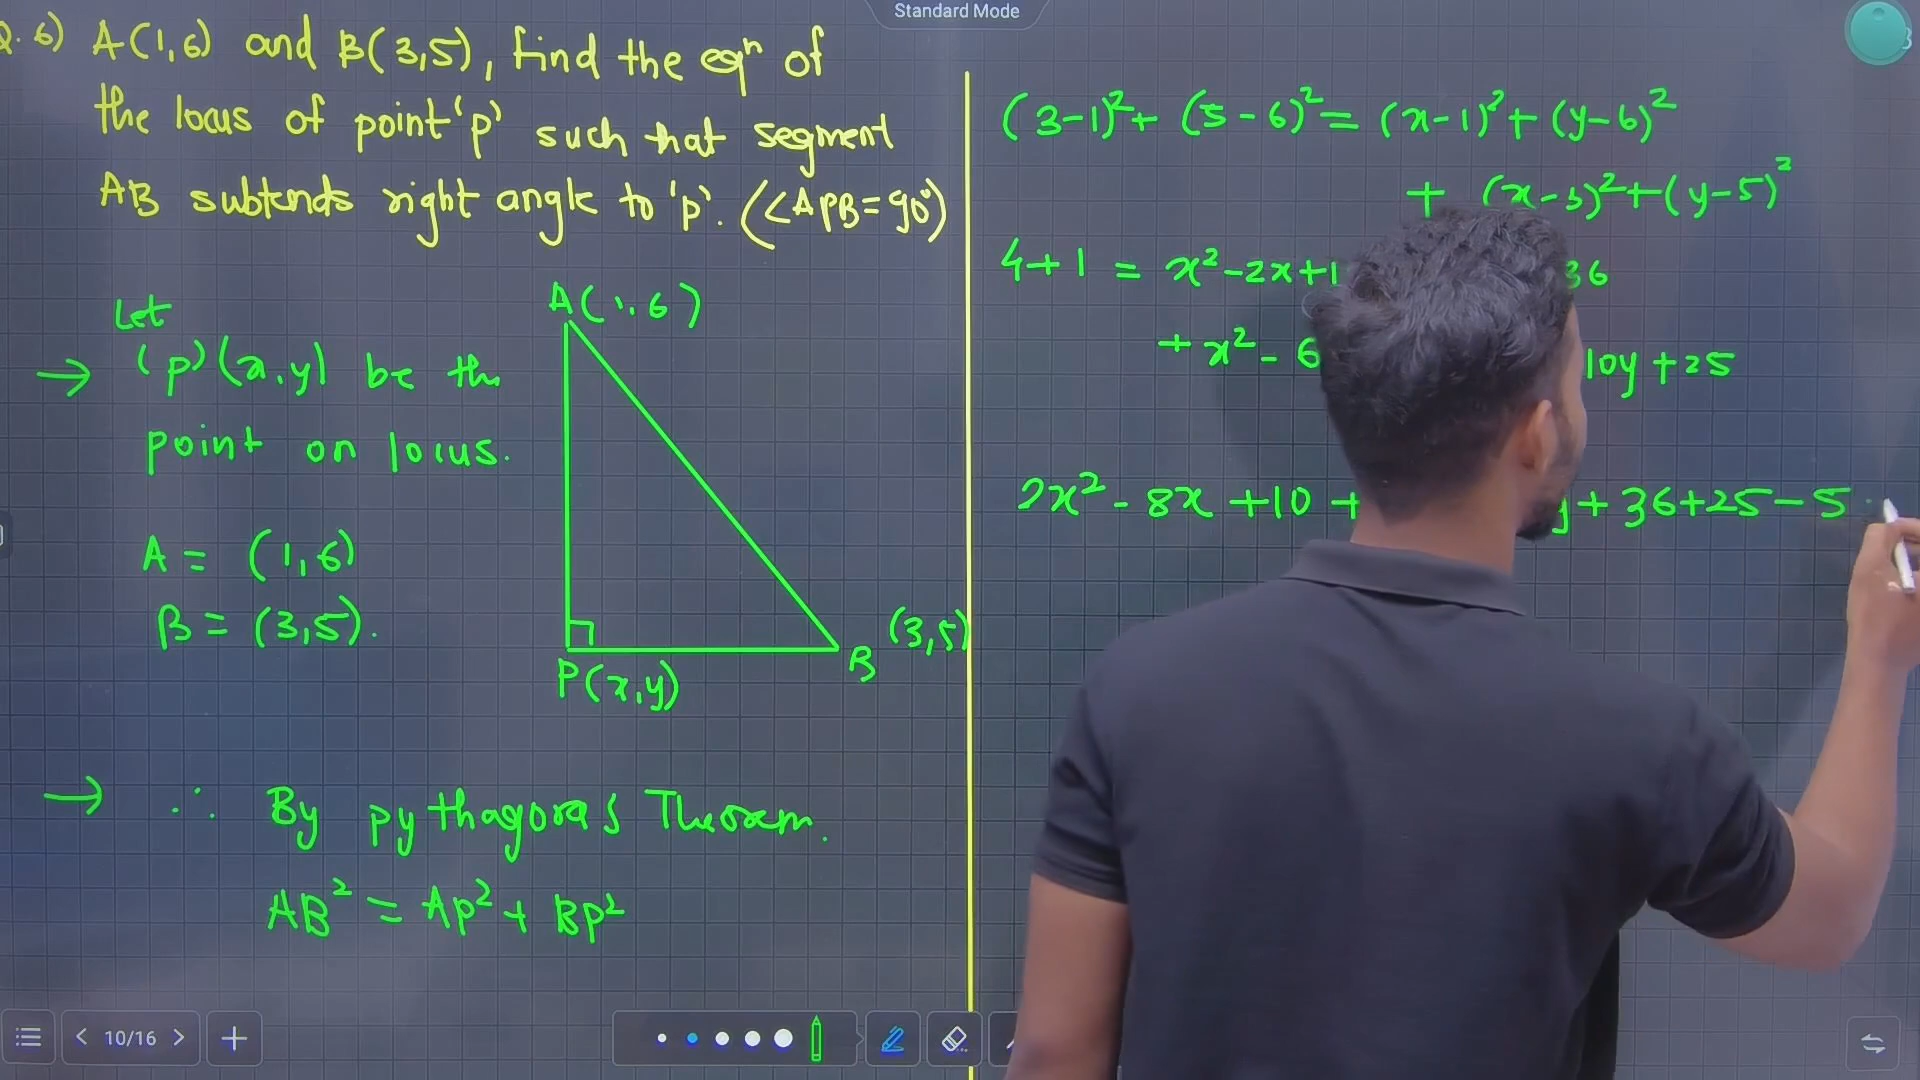 Standard Mode
Q. 6) A(1,6) and B(3,5), find the eqⁿ of
the locus of point 'p' such that segment
AB subtends right angle to 'p'. (∠APB=90°)
Let
→ (p)(x,y) be the
point on locus.
A = (1,6)
B = (3,5).
A(1,6)
P(x,y)
B (3,5)
→ ∴ By pythagoras Theorem.
AB² = AP² + BP²
(3-1)² + (5-6)² = (x-1)² + (y-6)²
+ (x-3)² + (y-5)²
4+1 = x²-2x+1 36
+ x² - 6 10y +25
2x² - 8x +10 + y + 36+25-5
10/16